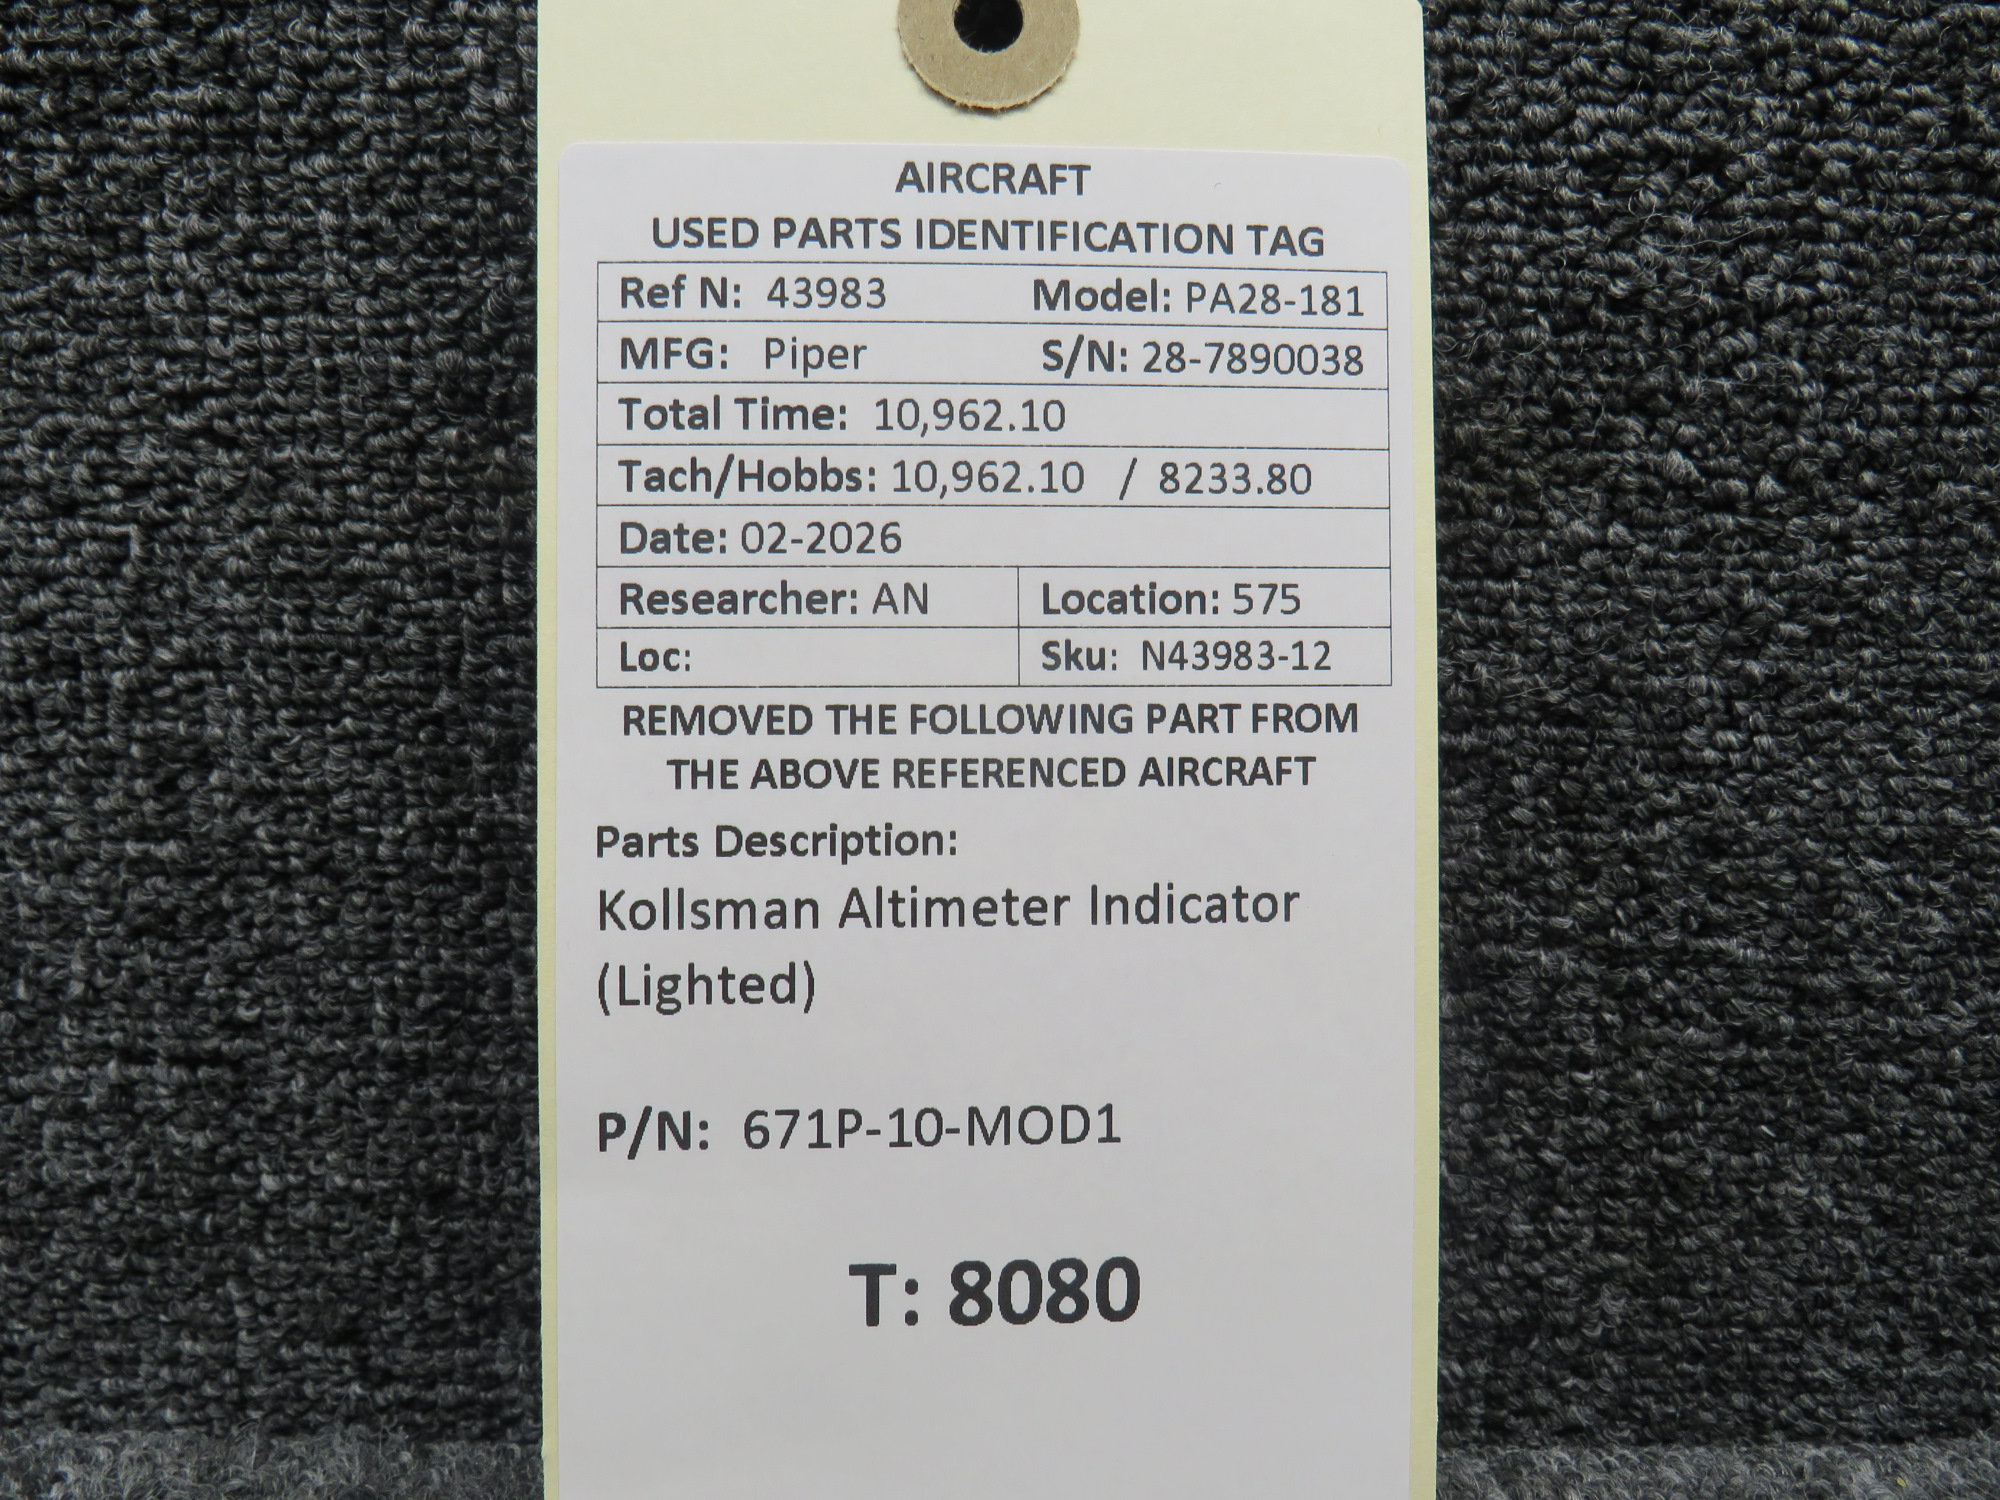 AIRCRAFT
USED PARTS IDENTIFICATION TAG
Ref N: 43983 Model: PA28-181
MFG: Piper S/N: 28-7890038
Total Time: 10,962.10
Tach/Hobbs: 10,962.10 / 8233.80
Date: 02-2026
Researcher: AN Location: 575
Loc: Sku: N43983-12
REMOVED THE FOLLOWING PART FROM
THE ABOVE REFERENCED AIRCRAFT
Parts Description:
Kollsman Altimeter Indicator
(Lighted)
P/N: 671P-10-MOD1
T: 8080